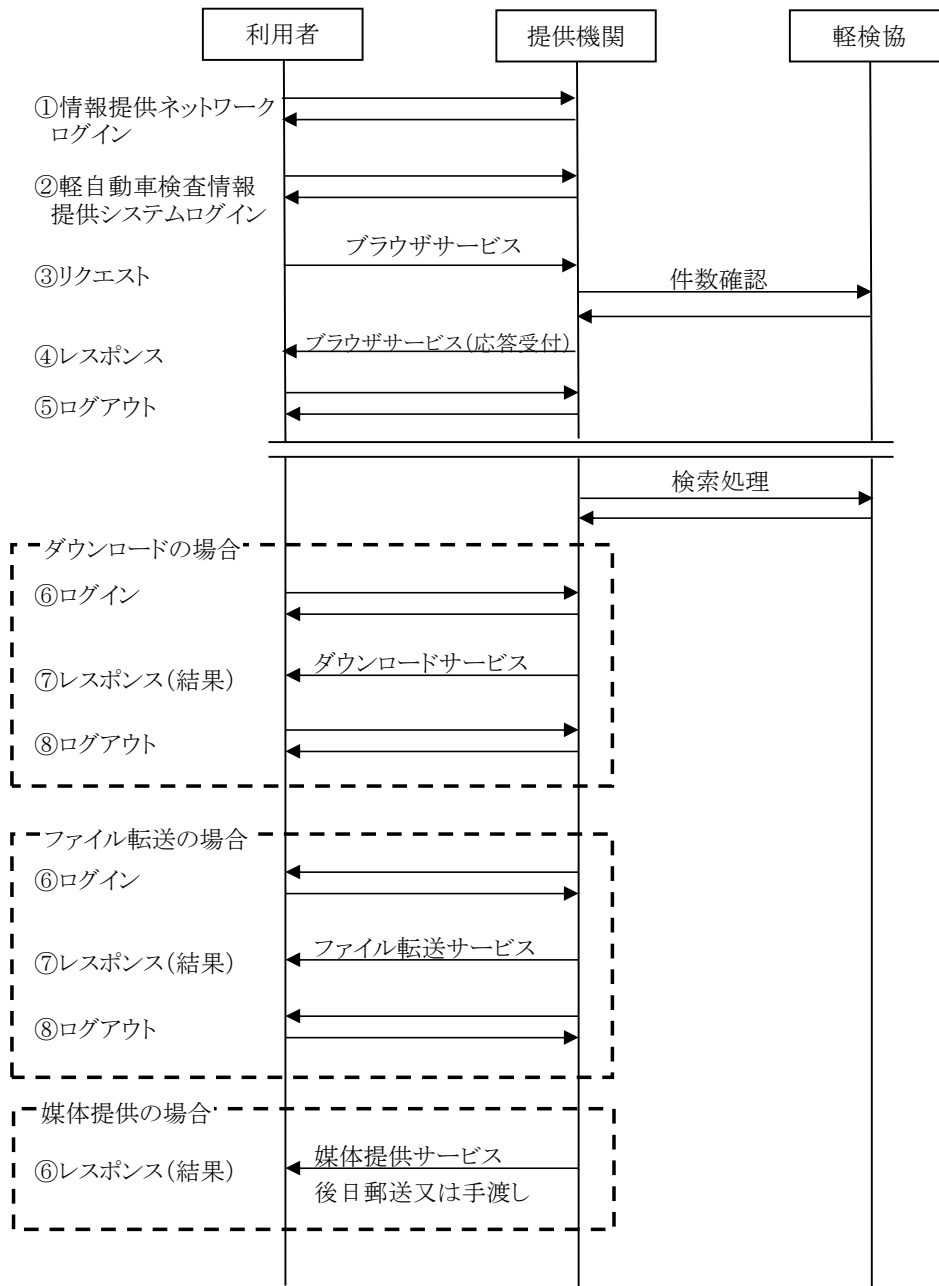 利用者
提供機関
軽検協
①情報提供ネットワーク
ログイン
②軽自動車検査情報
提供システムログイン
ブラウザサービス
③リクエスト
件数確認
ブラウザサービス(応答受付)
④レスポンス
⑤ログアウト
検索処理
ダウンロードの場合
⑥ログイン
ダウンロードサービス
⑦レスポンス(結果)
⑧ログアウト
ファイル転送の場合
⑥ログイン
ファイル転送サービス
⑦レスポンス(結果)
⑧ログアウト
媒体提供の場合
媒体提供サービス
⑥レスポンス(結果)
後日郵送又は手渡し